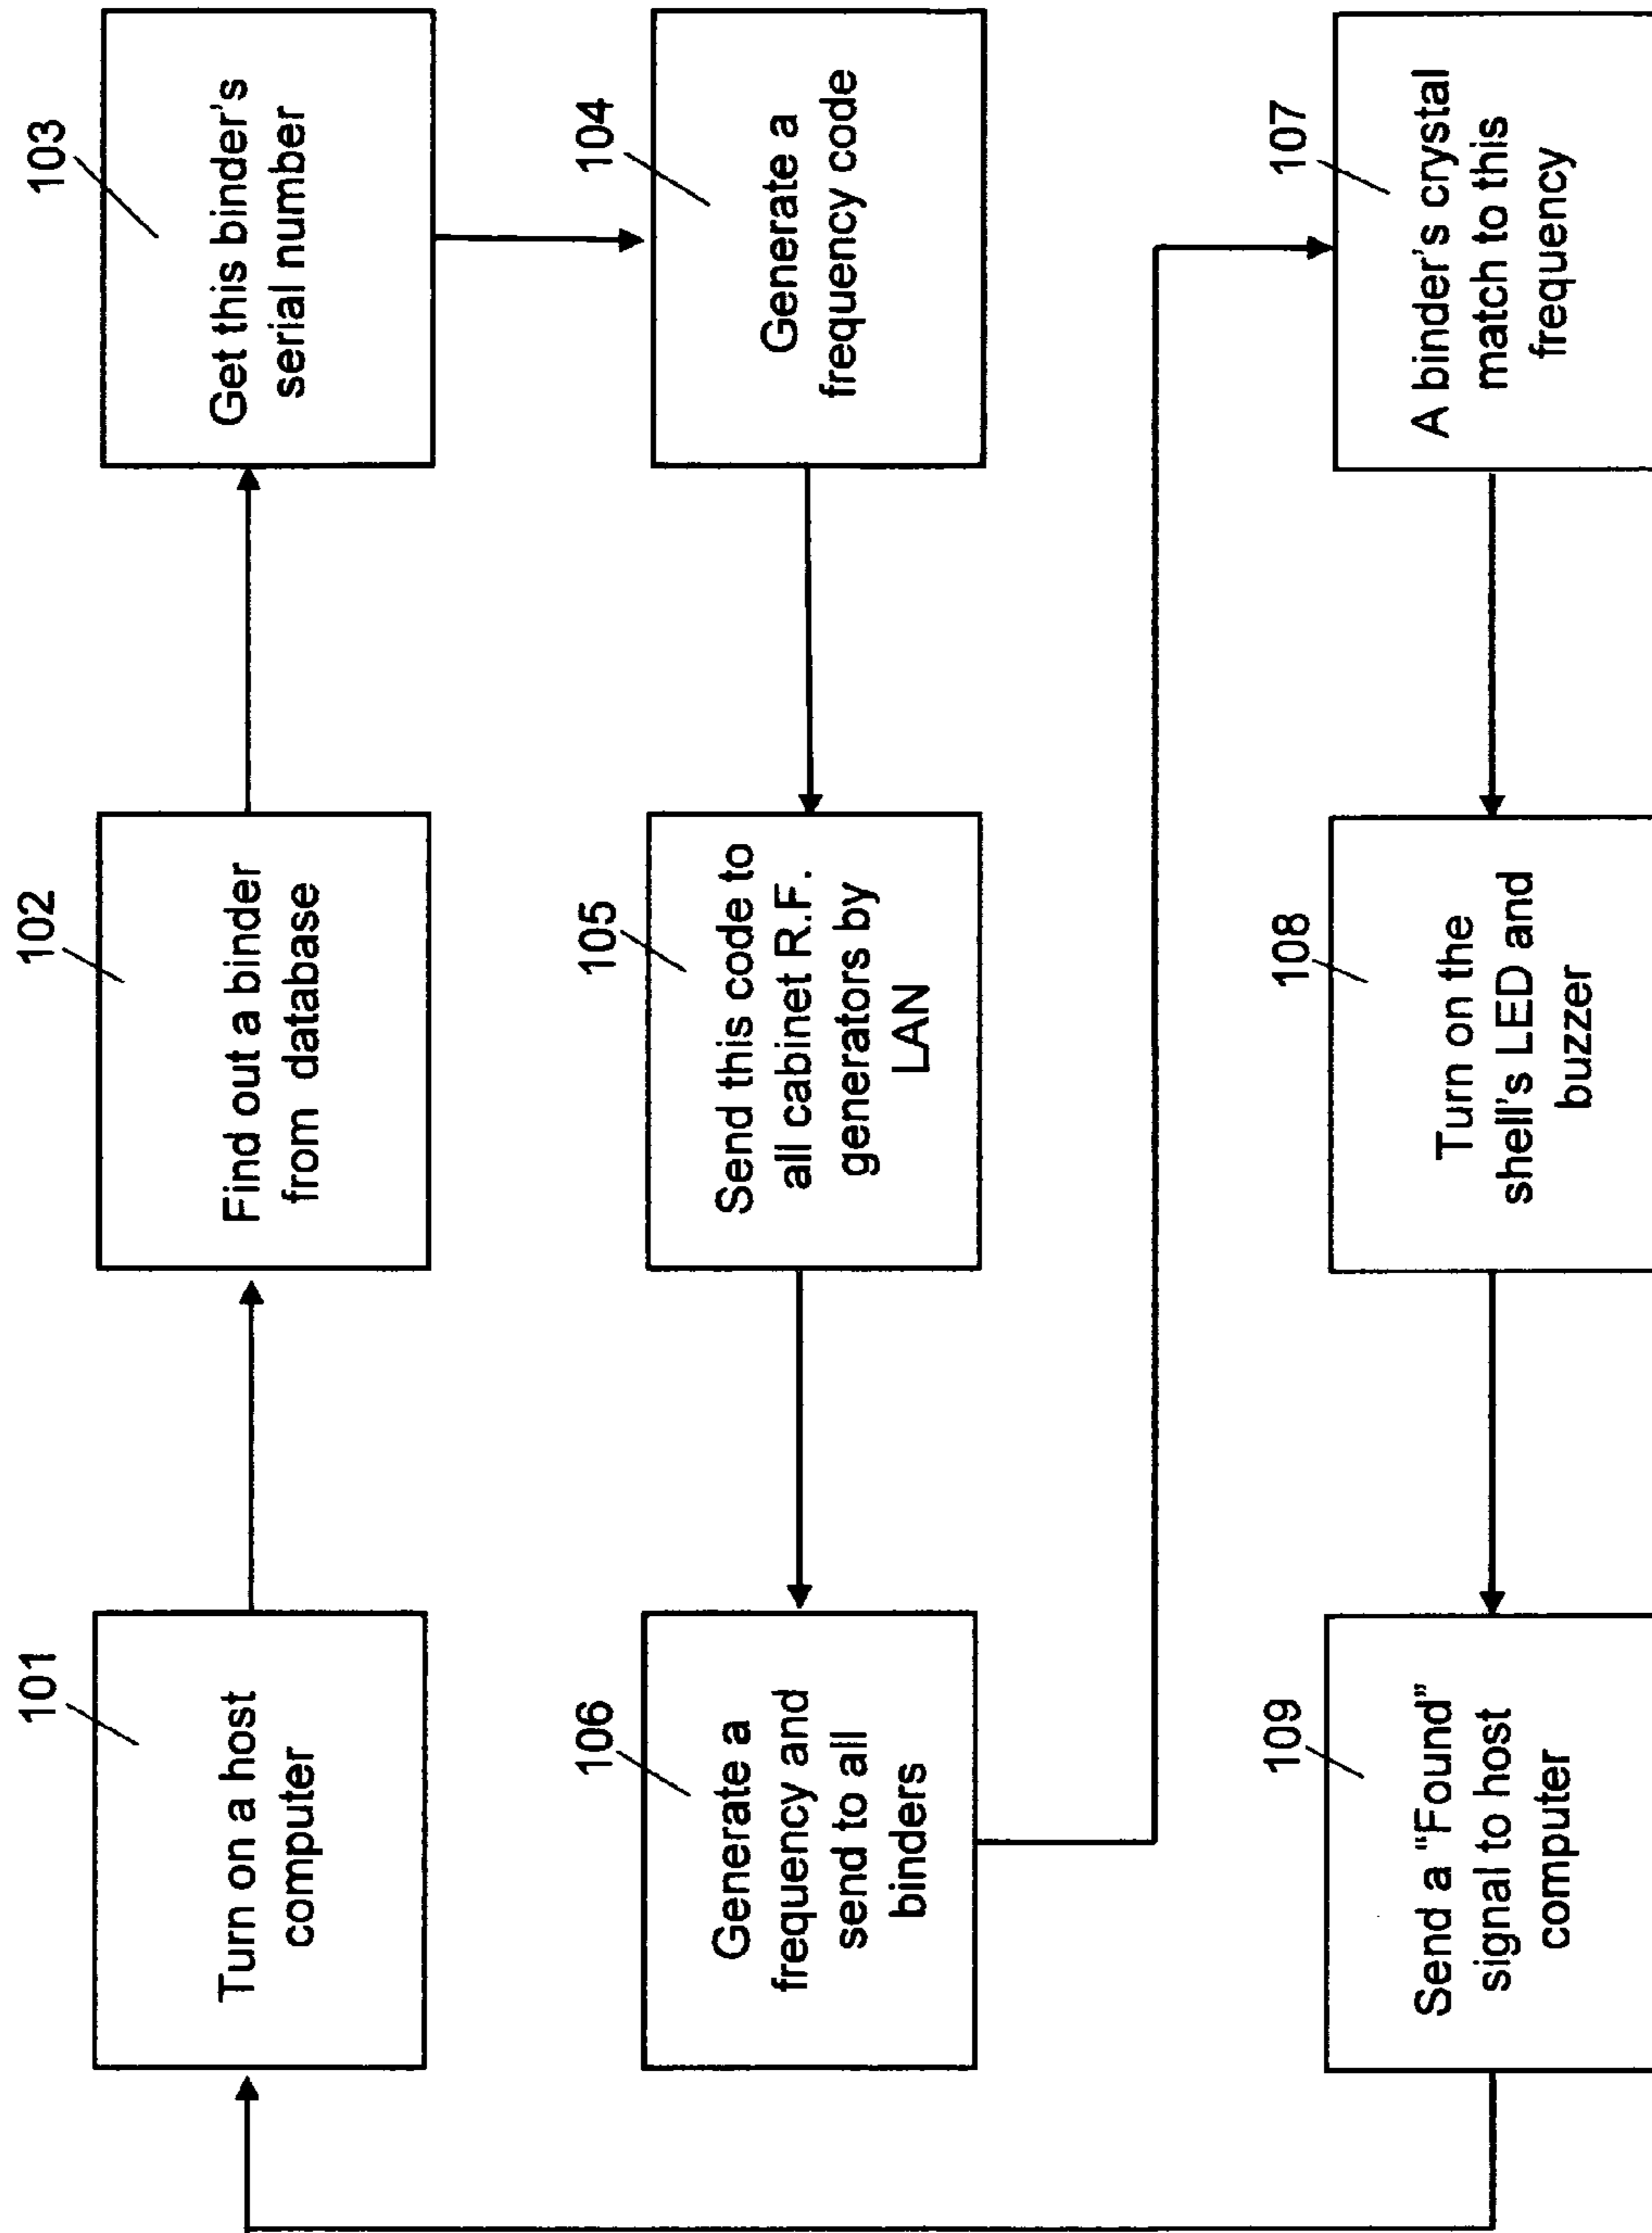 101
Turn on a host
computer
102
Find out a binder
from database
103
Get this binder's
serial number
104
Generate a
frequency code
105
Send this code to
all cabinet R.F.
generators by
LAN
106
Generate a
frequency and
send to all
binders
107
A binder's crystal
match to this
frequency
108
Turn on the
shell's LED and
buzzer
109
Send a "Found"
signal to host
computer